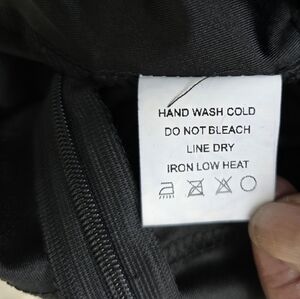 HAND WASH COLD
DO NOT BLEACH
LINE DRY
IRON LOW HEAT